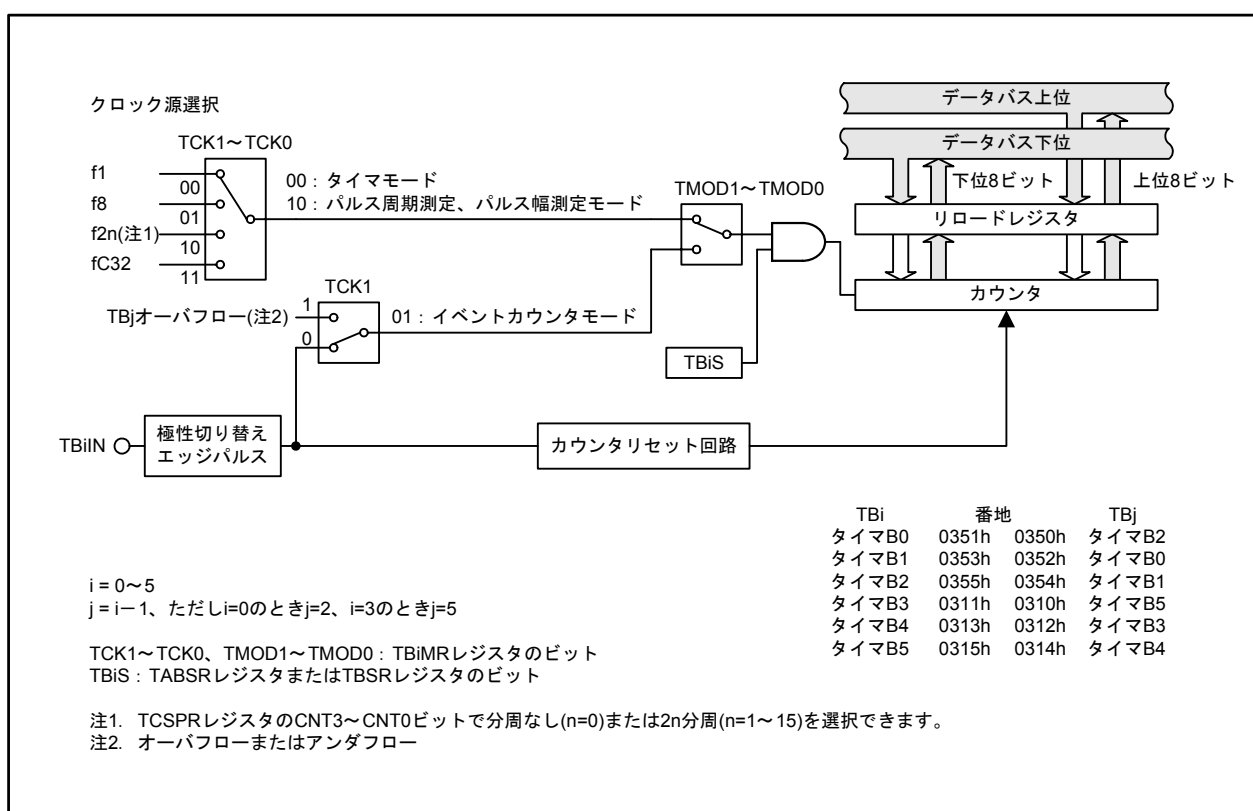 クロック源選択
TCK1～TCK0
f1
00
f8
01
f2n(注1)
10
fC32
11
00：タイマモード
10：パルス周期測定、パルス幅測定モード
TMOD1～TMOD0
データバス上位
データバス下位
下位8ビット
上位8ビット
リロードレジスタ
カウンタ
TCK1
TBjオーバフロー(注2)
1
0
01：イベントカウンタモード
TBiS
TBiIN
極性切り替え
エッジパルス
カウンタリセット回路
TBi 番地 TBj
タイマB0 0351h 0350h タイマB2
タイマB1 0353h 0352h タイマB0
タイマB2 0355h 0354h タイマB1
タイマB3 0311h 0310h タイマB5
タイマB4 0313h 0312h タイマB3
タイマB5 0315h 0314h タイマB4
i = 0～5
j = i－1、ただしi=0のときj=2、i=3のときj=5
TCK1～TCK0、TMOD1～TMOD0：TBiMRレジスタのビット
TBiS：TABSRレジスタまたはTBSRレジスタのビット
注1. TCSPRレジスタのCNT3～CNT0ビットで分周なし(n=0)または2n分周(n=1～15)を選択できます。
注2. オーバフローまたはアンダフロー